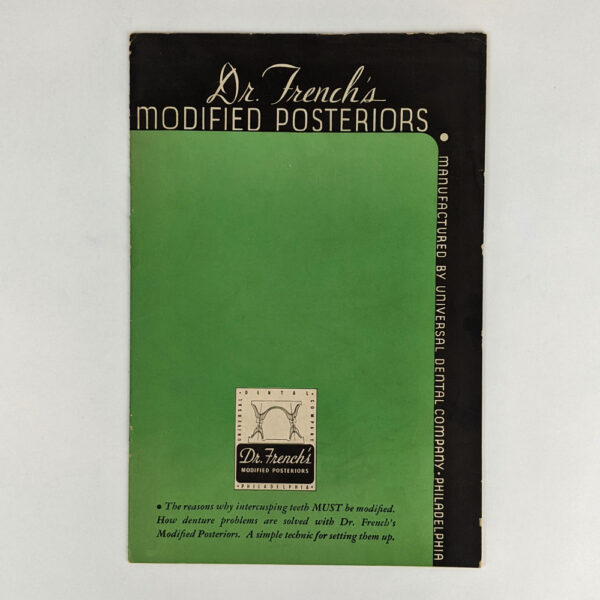 Dr. French's
MODIFIED POSTERIORS
• MANUFACTURED BY UNIVERSAL DENTAL COMPANY • PHILADELPHIA
• DENTAL •
UNIVERSAL
COMPANY
Dr. French's
MODIFIED POSTERIORS
• PHILADELPHIA •
• The reasons why intercusping teeth MUST be modified.
How denture problems are solved with Dr. French's
Modified Posteriors. A simple technic for setting them up.